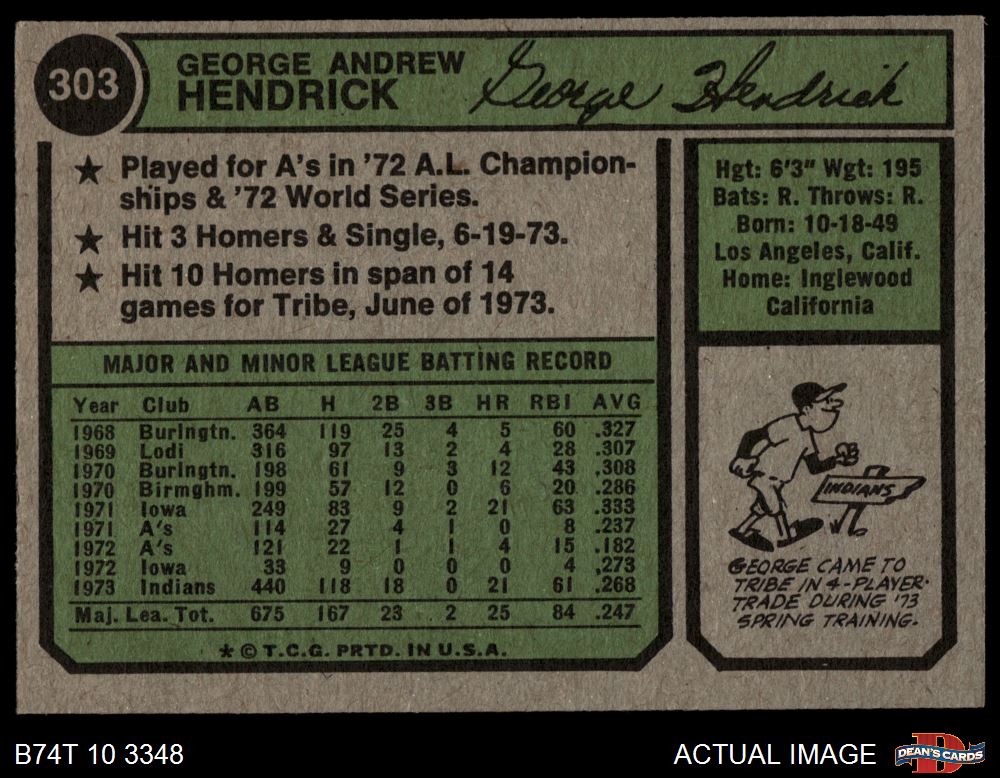 303
GEORGE ANDREW
HENDRICK
George Hendrick
★ Played for A's in '72 A.L. Champion-
ships & '72 World Series.
★ Hit 3 Homers & Single, 6-19-73.
★ Hit 10 Homers in span of 14
games for Tribe, June of 1973.
Hgt: 6'3" Wgt: 195
Bats: R. Throws: R.
Born: 10-18-49
Los Angeles, Calif.
Home: Inglewood
California
MAJOR AND MINOR LEAGUE BATTING RECORD
Year Club AB H 2B 3B HR RBI AVG
1968 Burlngtn. 364 119 25 4 5 60 .327
1969 Lodi 316 97 13 2 4 28 .307
1970 Burlngtn. 198 61 9 3 12 43 .308
1970 Birmghm. 199 57 12 0 6 20 .286
1971 Iowa 249 83 9 2 21 63 .333
1971 A's 114 27 4 1 0 8 .237
1972 A's 121 22 1 1 4 15 .182
1972 Iowa 33 9 0 0 0 4 .273
1973 Indians 440 118 18 0 21 61 .268
Maj. Lea. Tot. 675 167 23 2 25 84 .247
* © T.C.G. PRTD. IN U.S.A.
INDIANS
GEORGE CAME TO
TRIBE IN 4-PLAYER
TRADE DURING '73
SPRING TRAINING.
B74T 10 3348
ACTUAL IMAGE
D
DEAN'S CARDS